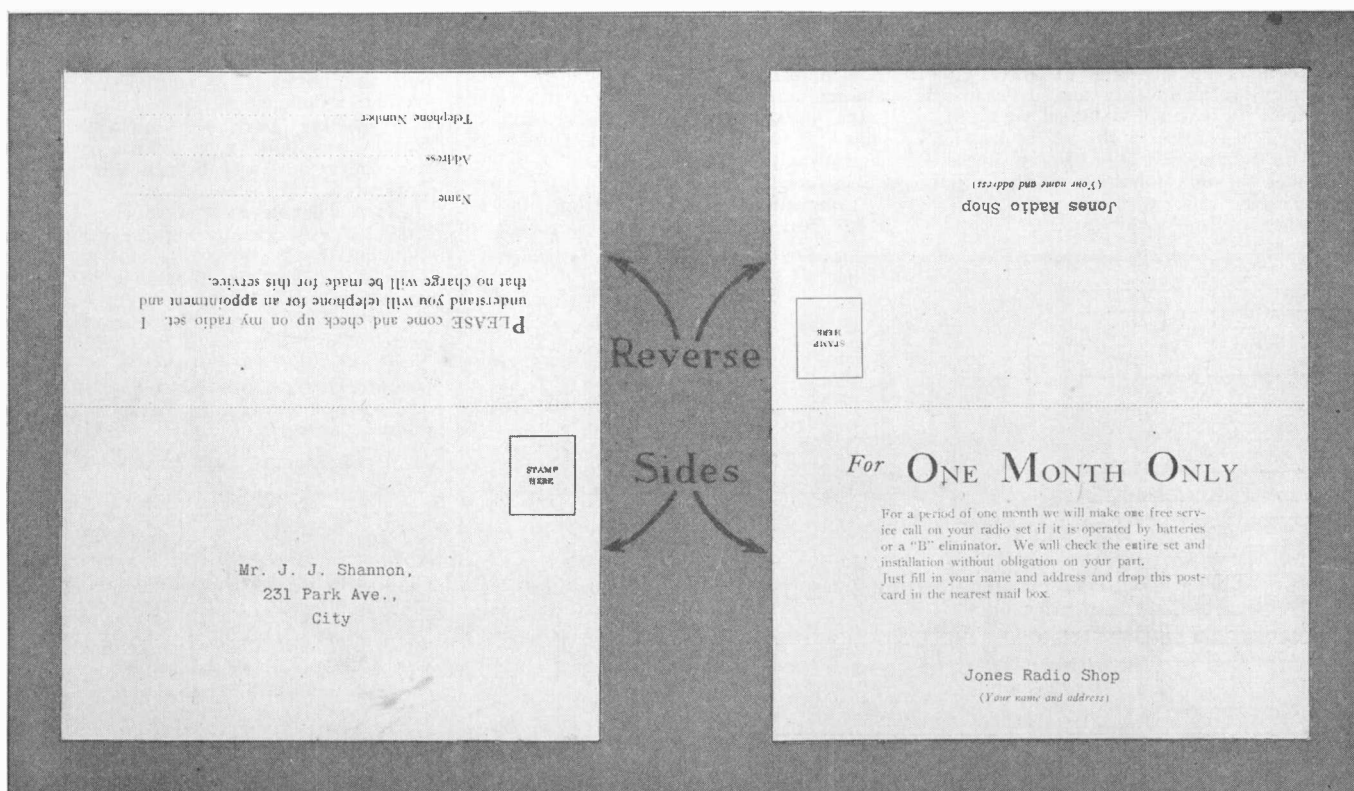 Telephone Number
Address
Name
PLEASE come and check up on my radio set. I
understand you will telephone for an appointment and
that no charge will be made for this service.
STAMP
HERE
Mr. J. J. Shannon,
231 Park Ave.,
City
Reverse
Sides
Jones Radio Shop
(Your name and address)
STAMP
HERE
For ONE MONTH ONLY
For a period of one month we will make one free serv-
ice call on your radio set if it is operated by batteries
or a "B" eliminator. We will check the entire set and
installation without obligation on your part.
Just fill in your name and address and drop this post-
card in the nearest mail box.
Jones Radio Shop
(Your name and address)